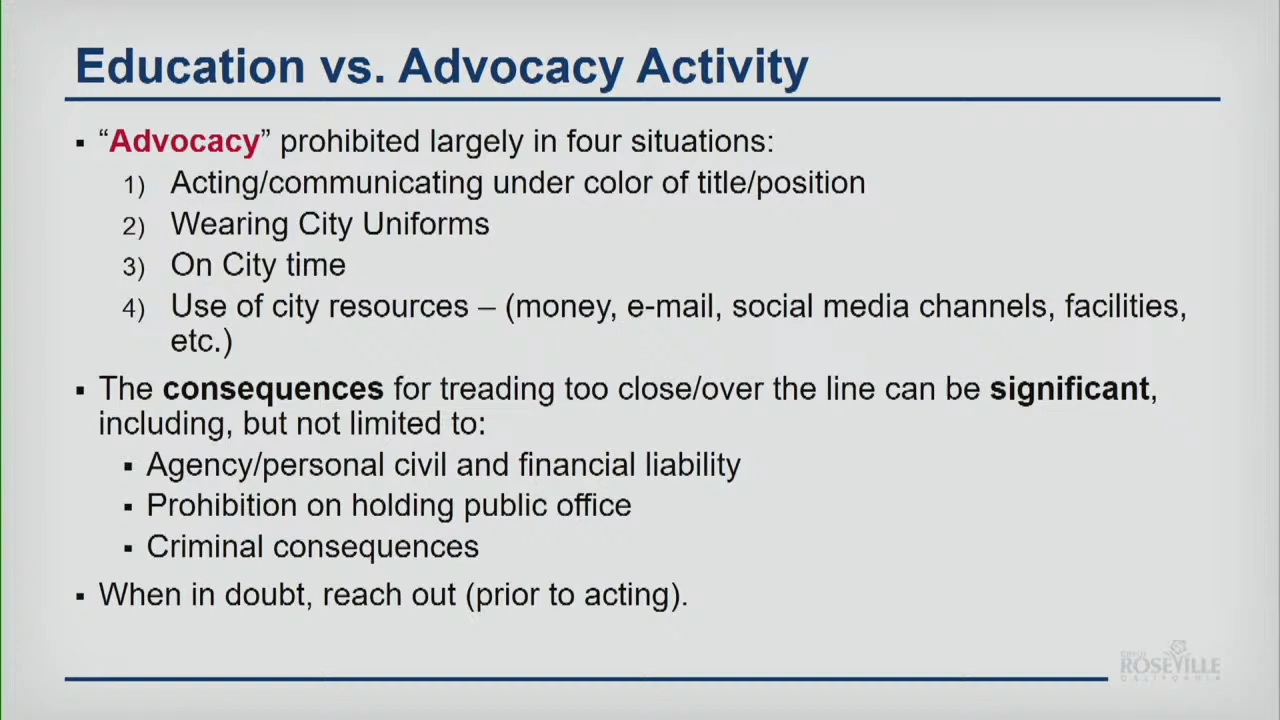 Education vs. Advocacy Activity
▪ “Advocacy” prohibited largely in four situations:
1) Acting/communicating under color of title/position
2) Wearing City Uniforms
3) On City time
4) Use of city resources – (money, e-mail, social media channels, facilities,
etc.)
▪ The consequences for treading too close/over the line can be significant,
including, but not limited to:
▪ Agency/personal civil and financial liability
▪ Prohibition on holding public office
▪ Criminal consequences
▪ When in doubt, reach out (prior to acting).
CITY OF
ROSEVILLE
CALIFORNIA